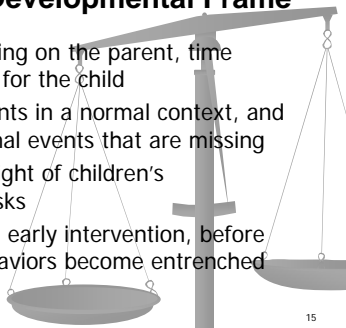 Developmental Frame
ing on the parent, time
for the child
nts in a normal context, and
nal events that are missing
ght of children's
sks
early intervention, before
aviors become entrenched
15